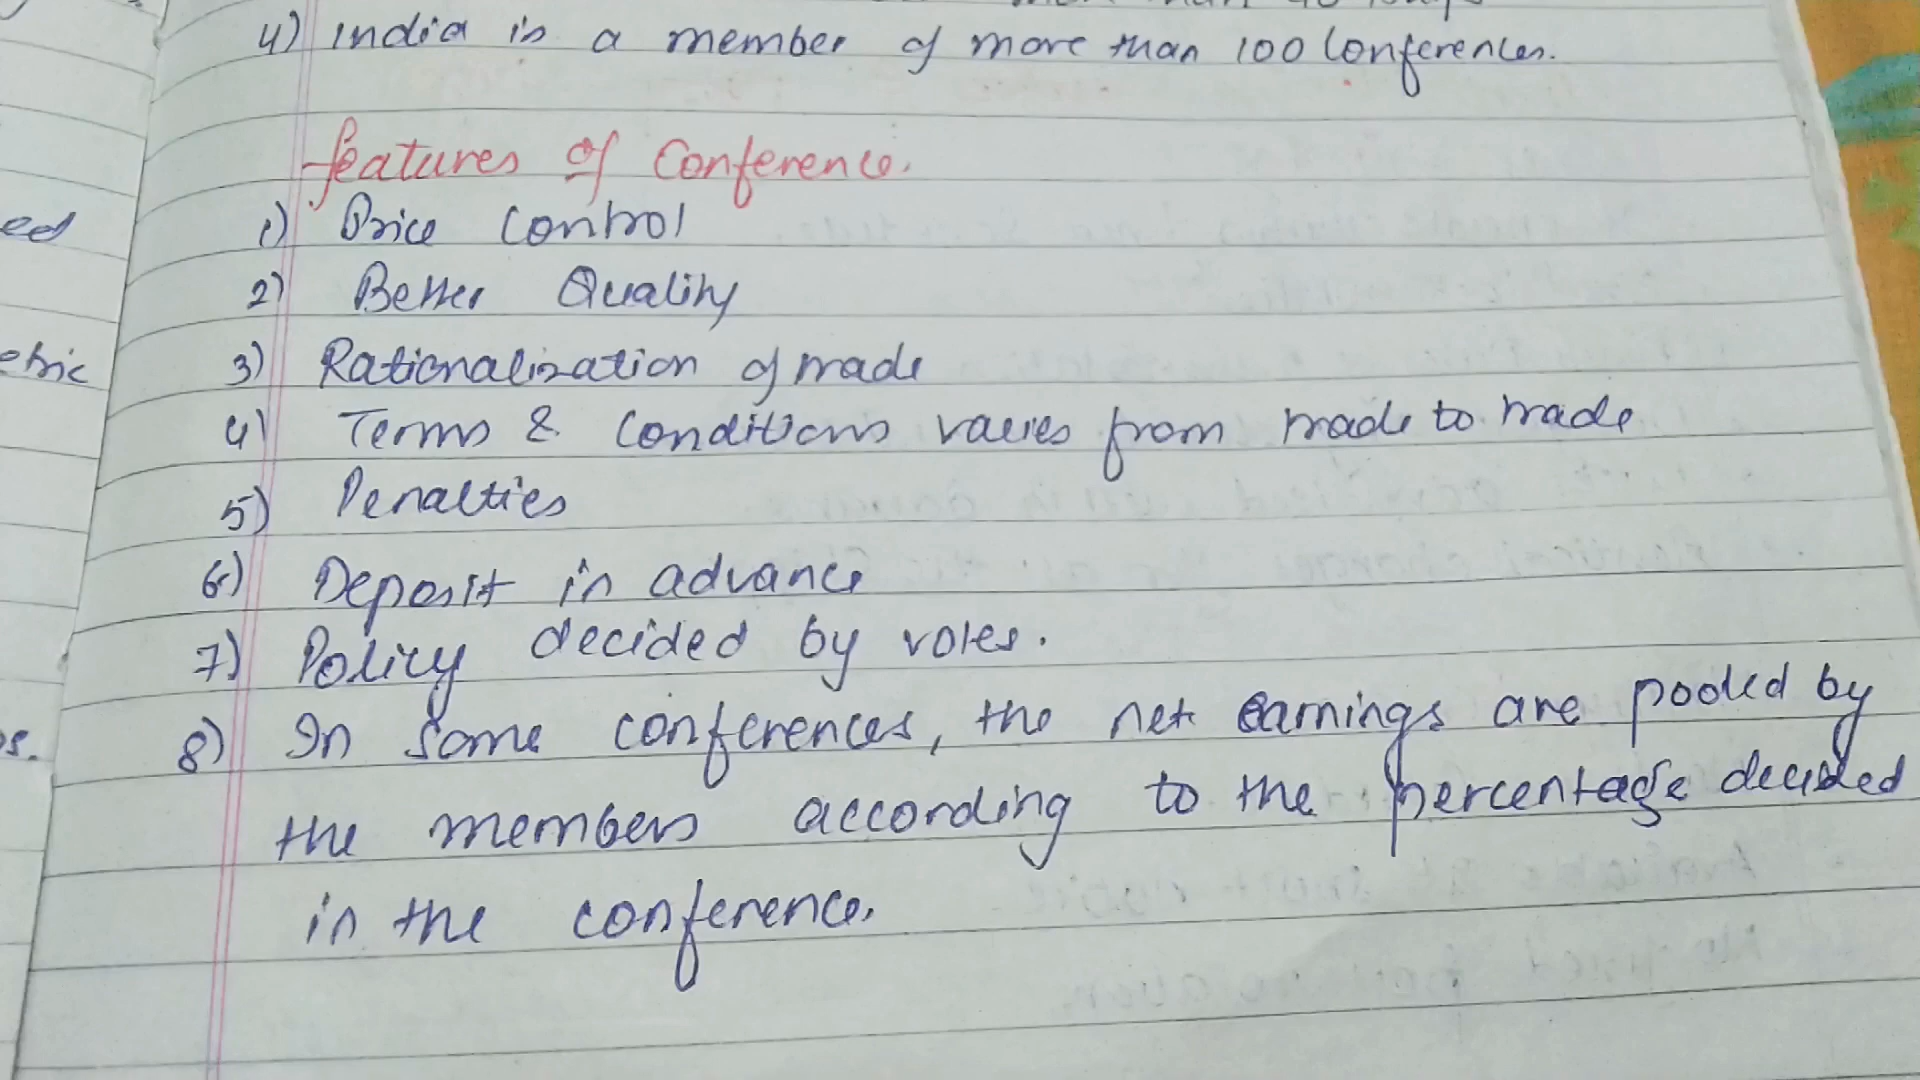 4) India is a member of more than 100 Conferences.
features of Conference.
1) Price Control
2) Better Quality
3) Rationalization of trade
4) Terms & Conditions varies from trade to trade
5) Penalties
6) Deposit in advance
7) Policy decided by votes.
8) In some conferences, the net earnings are pooled by
the members according to the percentage decided
in the conference.
ed
etric